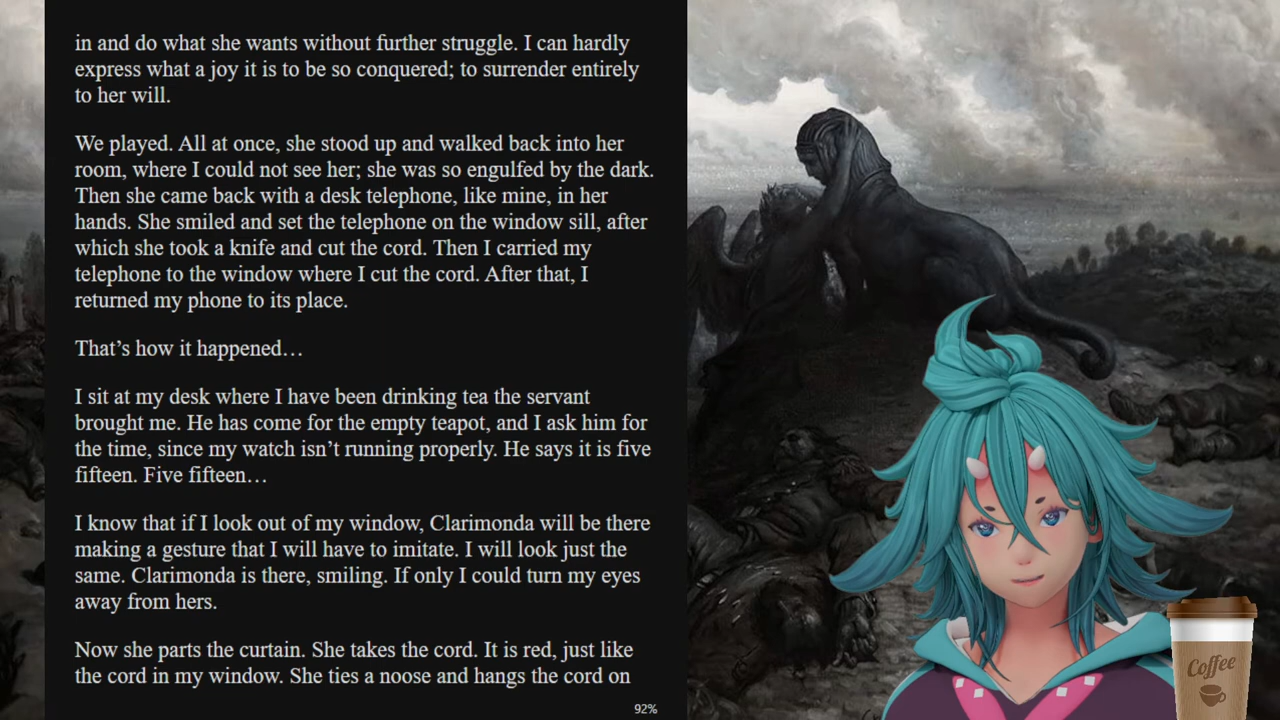 in and do what she wants without further struggle. I can hardly
express what a joy it is to be so conquered; to surrender entirely
to her will.
We played. All at once, she stood up and walked back into her
room, where I could not see her; she was so engulfed by the dark.
Then she came back with a desk telephone, like mine, in her
hands. She smiled and set the telephone on the window sill, after
which she took a knife and cut the cord. Then I carried my
telephone to the window where I cut the cord. After that, I
returned my phone to its place.
That’s how it happened…
I sit at my desk where I have been drinking tea the servant
brought me. He has come for the empty teapot, and I ask him for
the time, since my watch isn’t running properly. He says it is five
fifteen. Five fifteen…
I know that if I look out of my window, Clarimonda will be there
making a gesture that I will have to imitate. I will look just the
same. Clarimonda is there, smiling. If only I could turn my eyes
away from hers.
Now she parts the curtain. She takes the cord. It is red, just like
the cord in my window. She ties a noose and hangs the cord on
92%
Coffee